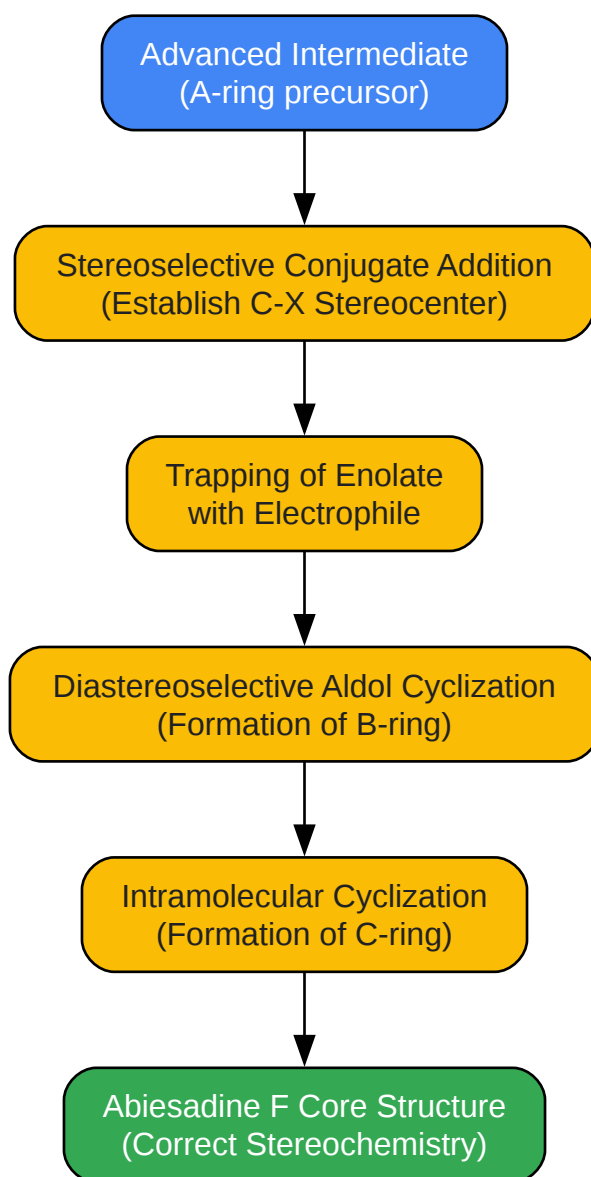 Advanced Intermediate
(A-ring precursor)
Stereoselective Conjugate Addition
(Establish C-X Stereocenter)
Trapping of Enolate
with Electrophile
Diastereoselective Aldol Cyclization
(Formation of B-ring)
Intramolecular Cyclization
(Formation of C-ring)
Abiesadine F Core Structure
(Correct Stereochemistry)